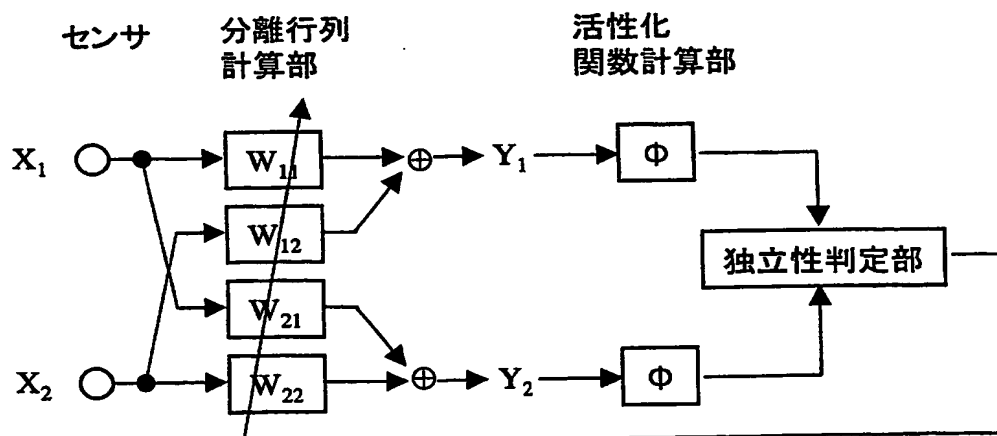 センサ
分離行列
計算部
活性化
関数計算部
X₁
W₁₁
⊕
Y₁
Φ
W₁₂
独立性判定部
W₂₁
X₂
W₂₂
⊕
Y₂
Φ